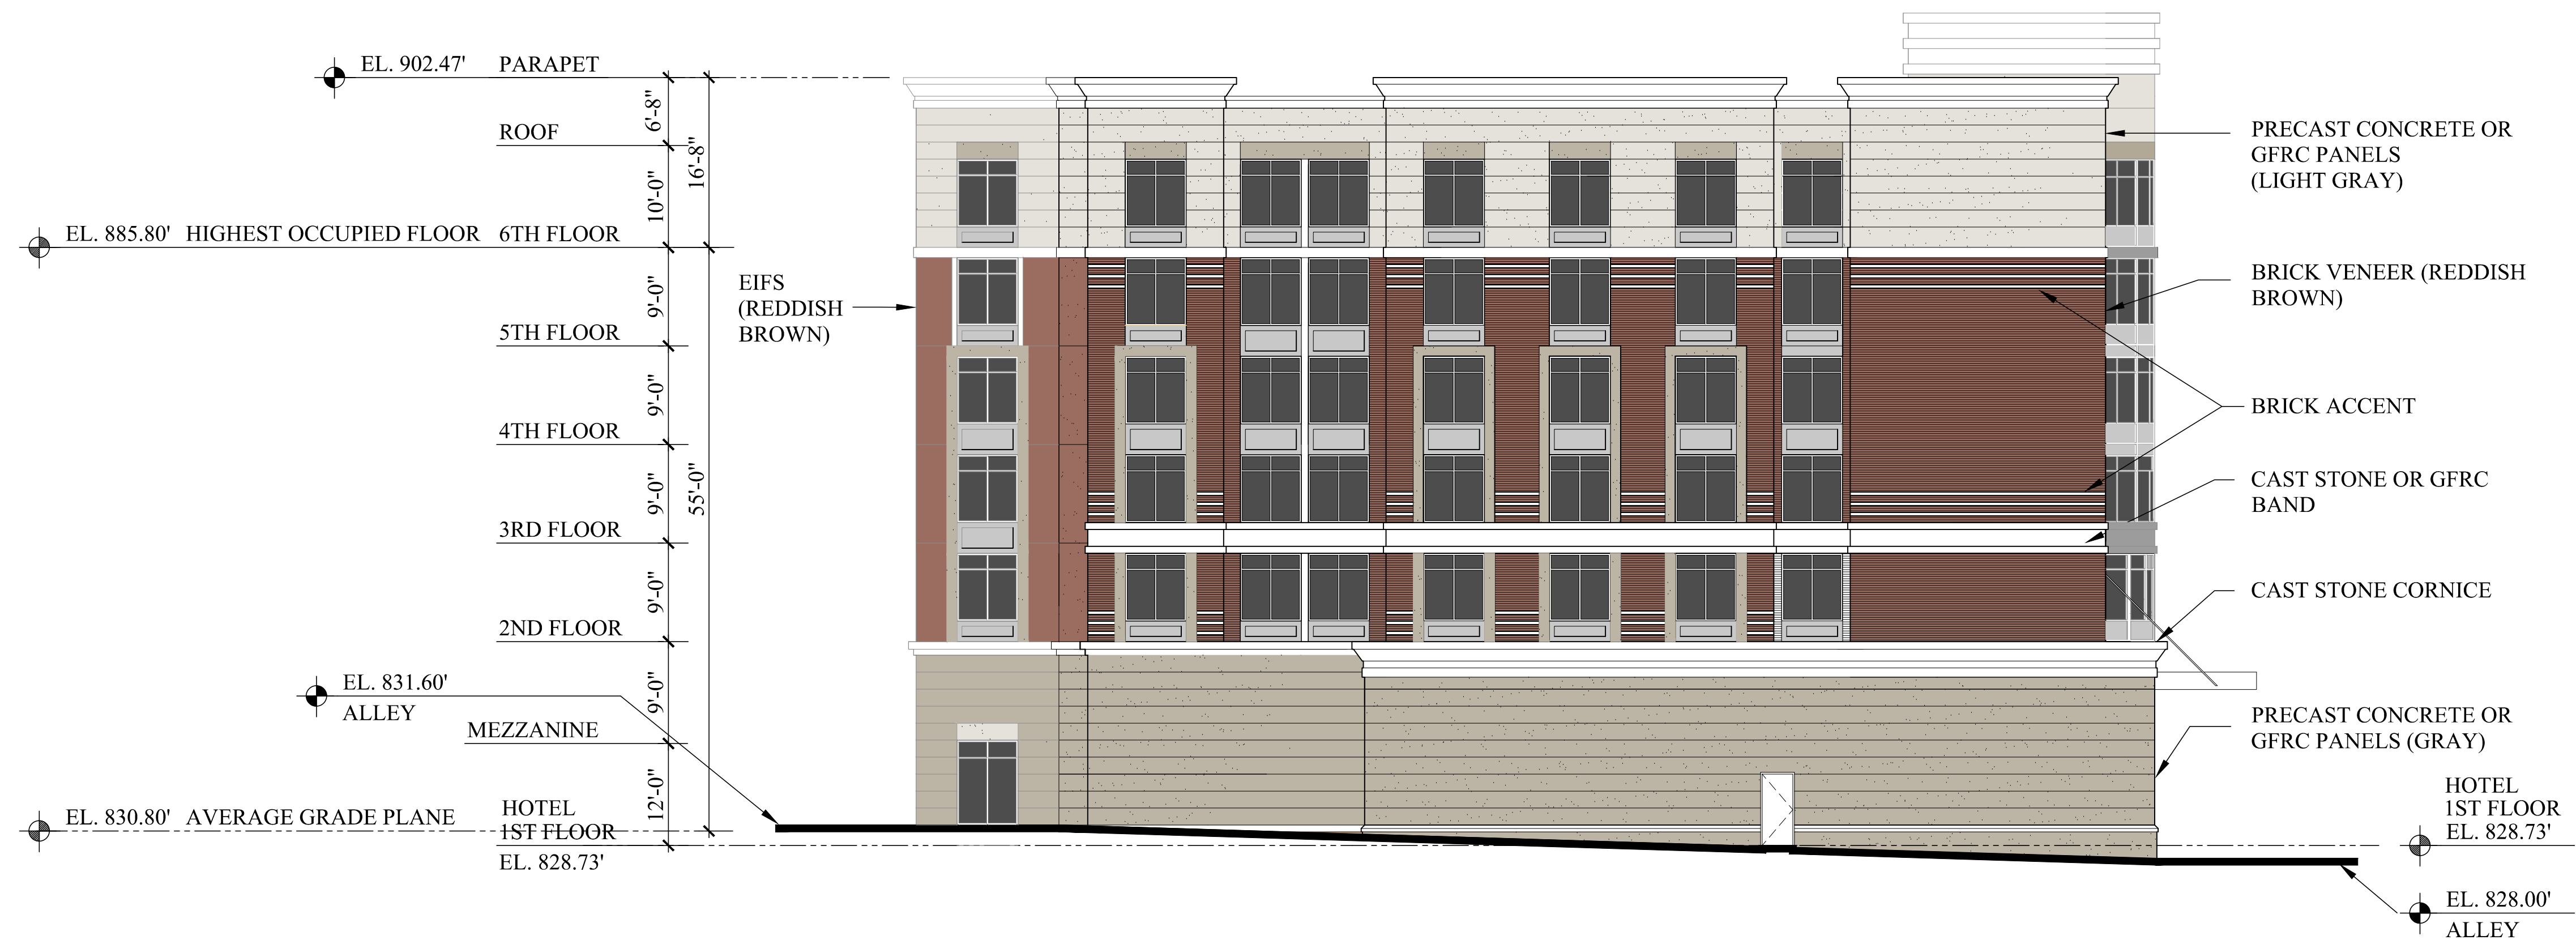 EL. 902.47' PARAPET
6'-8"
ROOF
16'-8"
10'-0"
EL. 885.80' HIGHEST OCCUPIED FLOOR 6TH FLOOR
9'-0"
5TH FLOOR
9'-0"
4TH FLOOR
9'-0"
55'-0"
3RD FLOOR
9'-0"
2ND FLOOR
EL. 831.60'
ALLEY
9'-0"
MEZZANINE
12'-0"
EL. 830.80' AVERAGE GRADE PLANE
HOTEL
1ST FLOOR
EL. 828.73'
EIFS
(REDDISH
BROWN)
PRECAST CONCRETE OR
GFRC PANELS
(LIGHT GRAY)
BRICK VENEER (REDDISH
BROWN)
BRICK ACCENT
CAST STONE OR GFRC
BAND
CAST STONE CORNICE
PRECAST CONCRETE OR
GFRC PANELS (GRAY)
HOTEL
1ST FLOOR
EL. 828.73'
EL. 828.00'
ALLEY